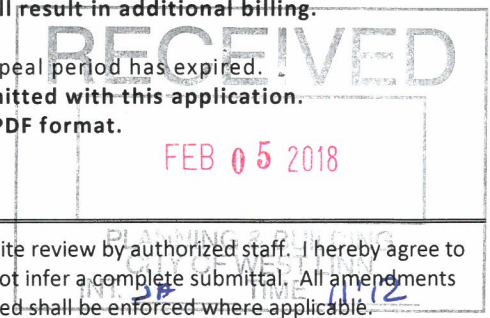 ll result in additional billing.
RECEIVED
peal period has expired.
itted with this application.
PDF format.
FEB 05 2018
ite review by authorized staff. I hereby agree to
PLANNING & BUILDING
ot infer a complete submittal. All amendments
CITY OF WEST LINN
INT. TIME 11:12
ed shall be enforced where applicable.